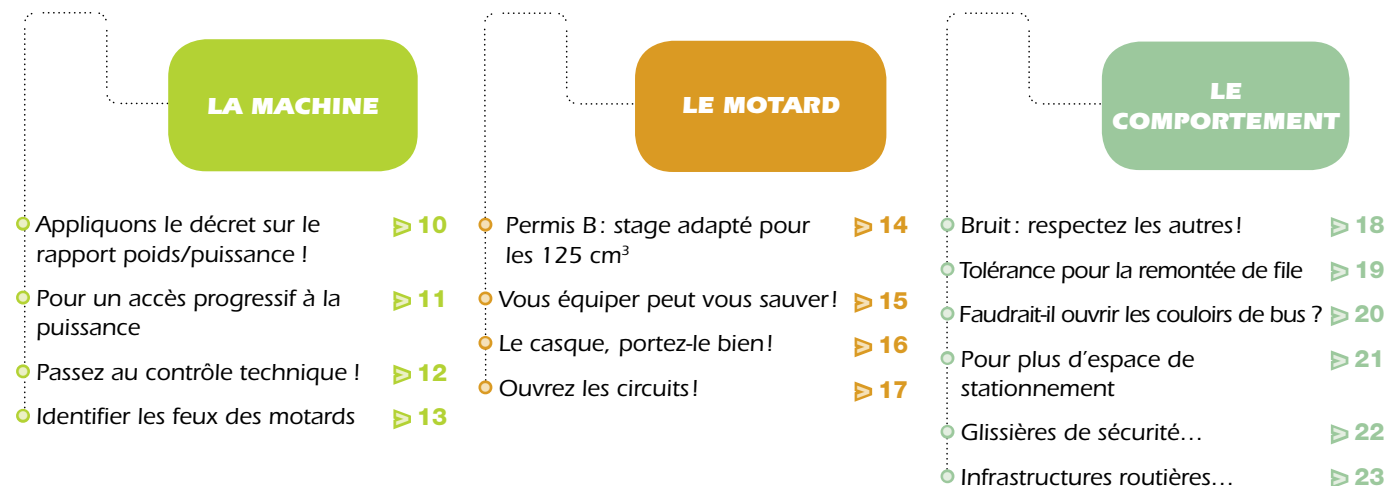 LA MACHINE
Appliquons le décret sur le 10
rapport poids/puissance !
Pour un accès progressif à la 11
puissance
Passez au contrôle technique ! 12
Identifier les feux des motards 13
LE MOTARD
Permis B : stage adapté pour 14
les 125 cm³
Vous équiper peut vous sauver ! 15
Le casque, portez-le bien ! 16
Ouvrez les circuits ! 17
LE
COMPORTEMENT
Bruit : respectez les autres ! 18
Tolérance pour la remontée de file 19
Faudrait-il ouvrir les couloirs de bus ? 20
Pour plus d'espace de 21
stationnement
Glissières de sécurité… 22
Infrastructures routières… 23